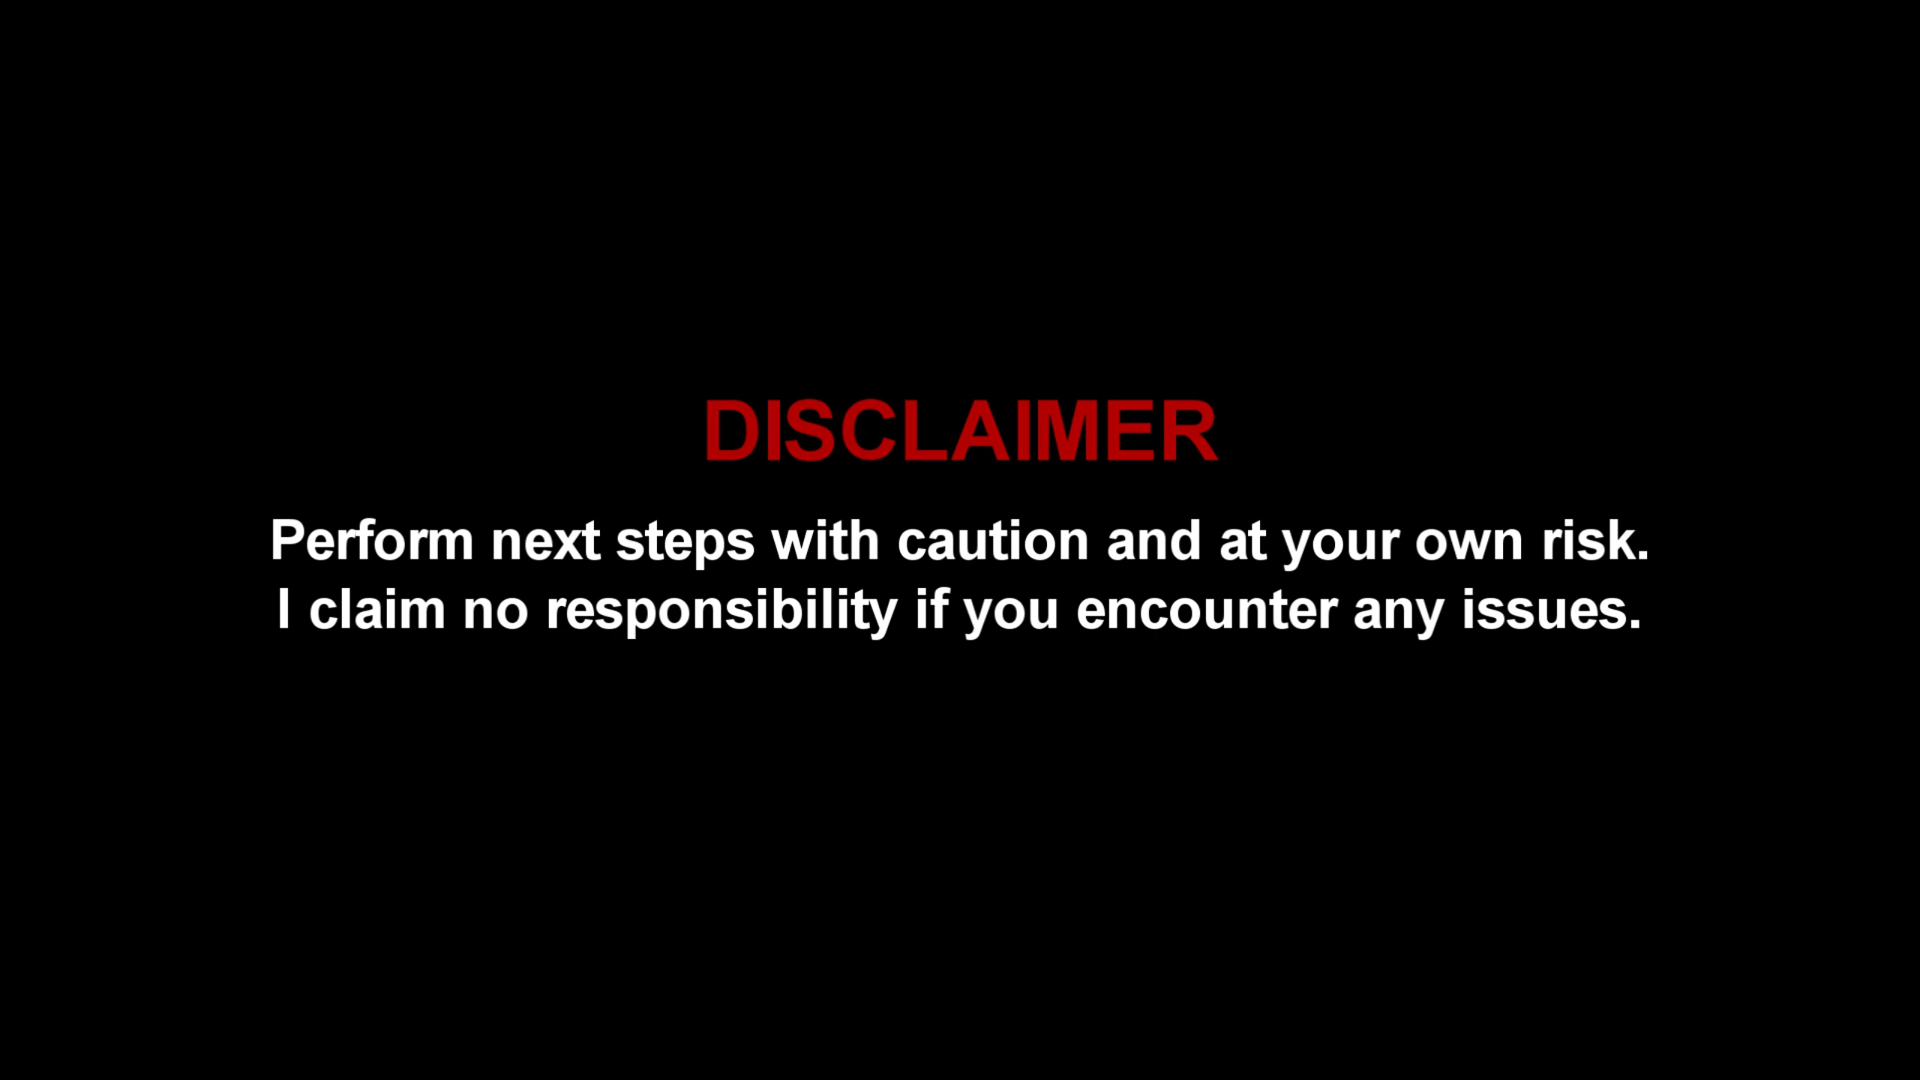 DISCLAIMER
Perform next steps with caution and at your own risk.
I claim no responsibility if you encounter any issues.